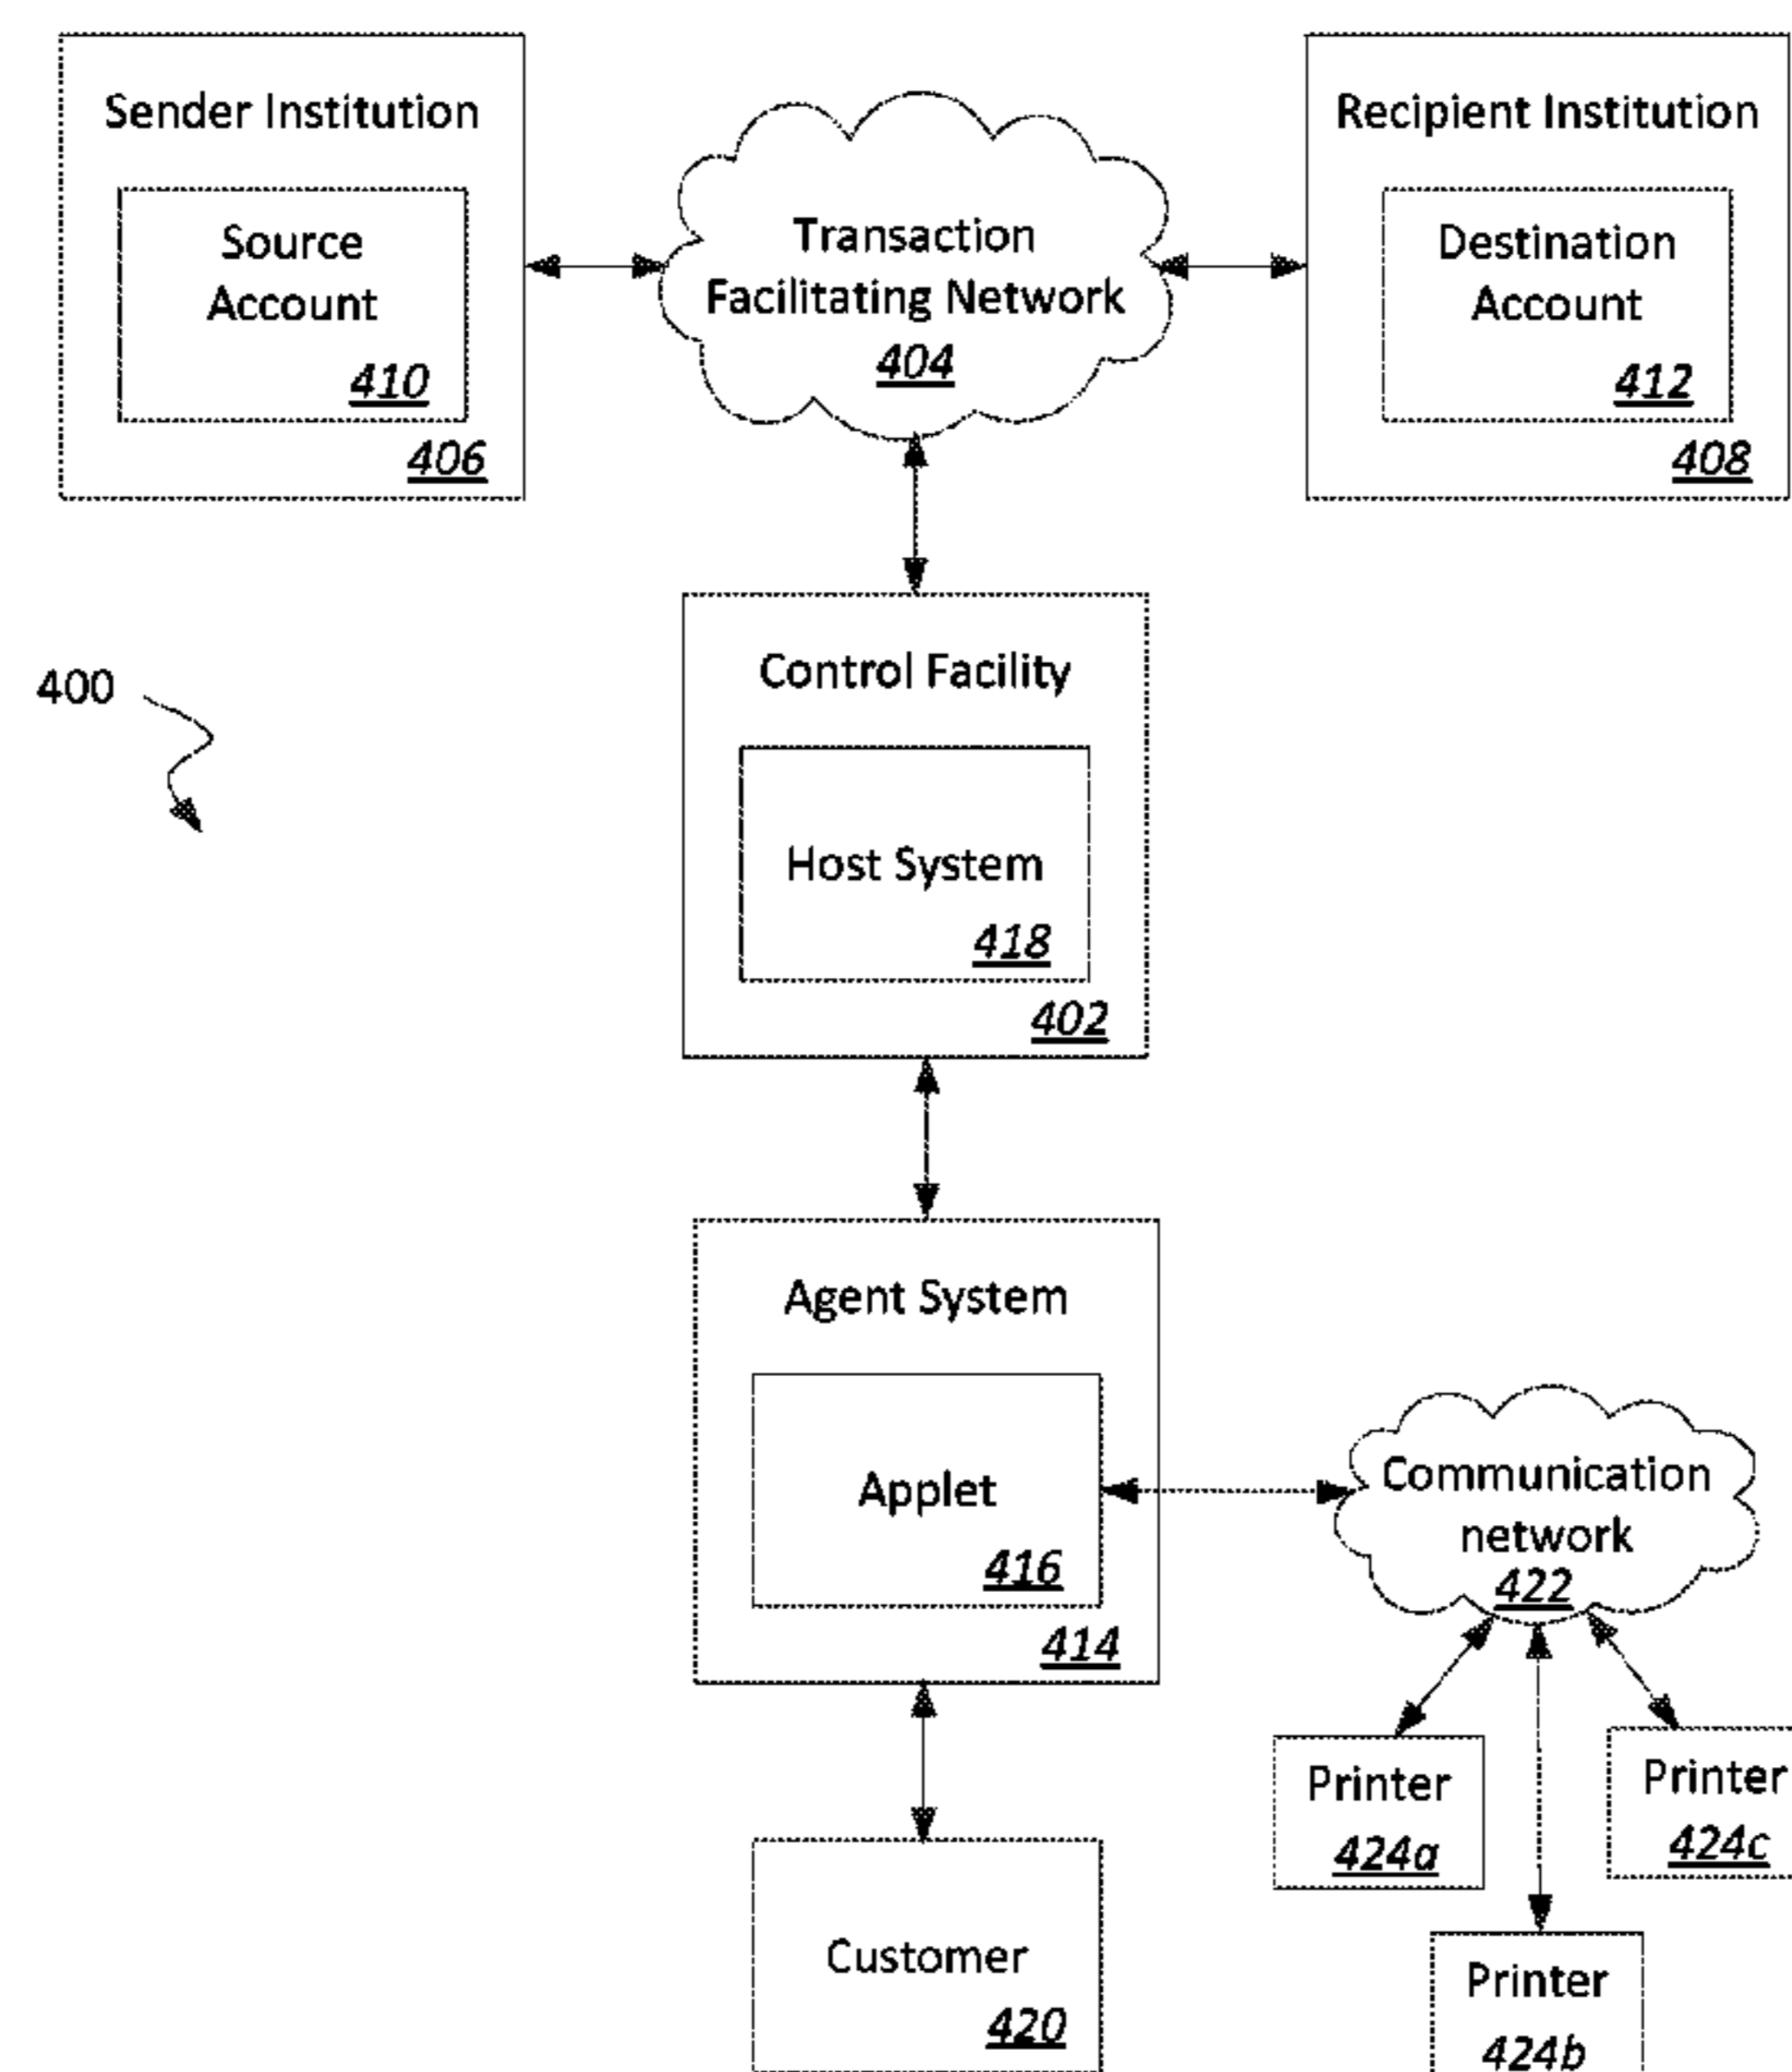 Sender Institution
Source
Account
410
406
Transaction
Facilitating Network
404
Recipient Institution
Destination
Account
412
408
400
Control Facility
Host System
418
402
Agent System
Applet
416
414
Communication
network
422
Printer
424a
Printer
424c
Printer
424b
Customer
420